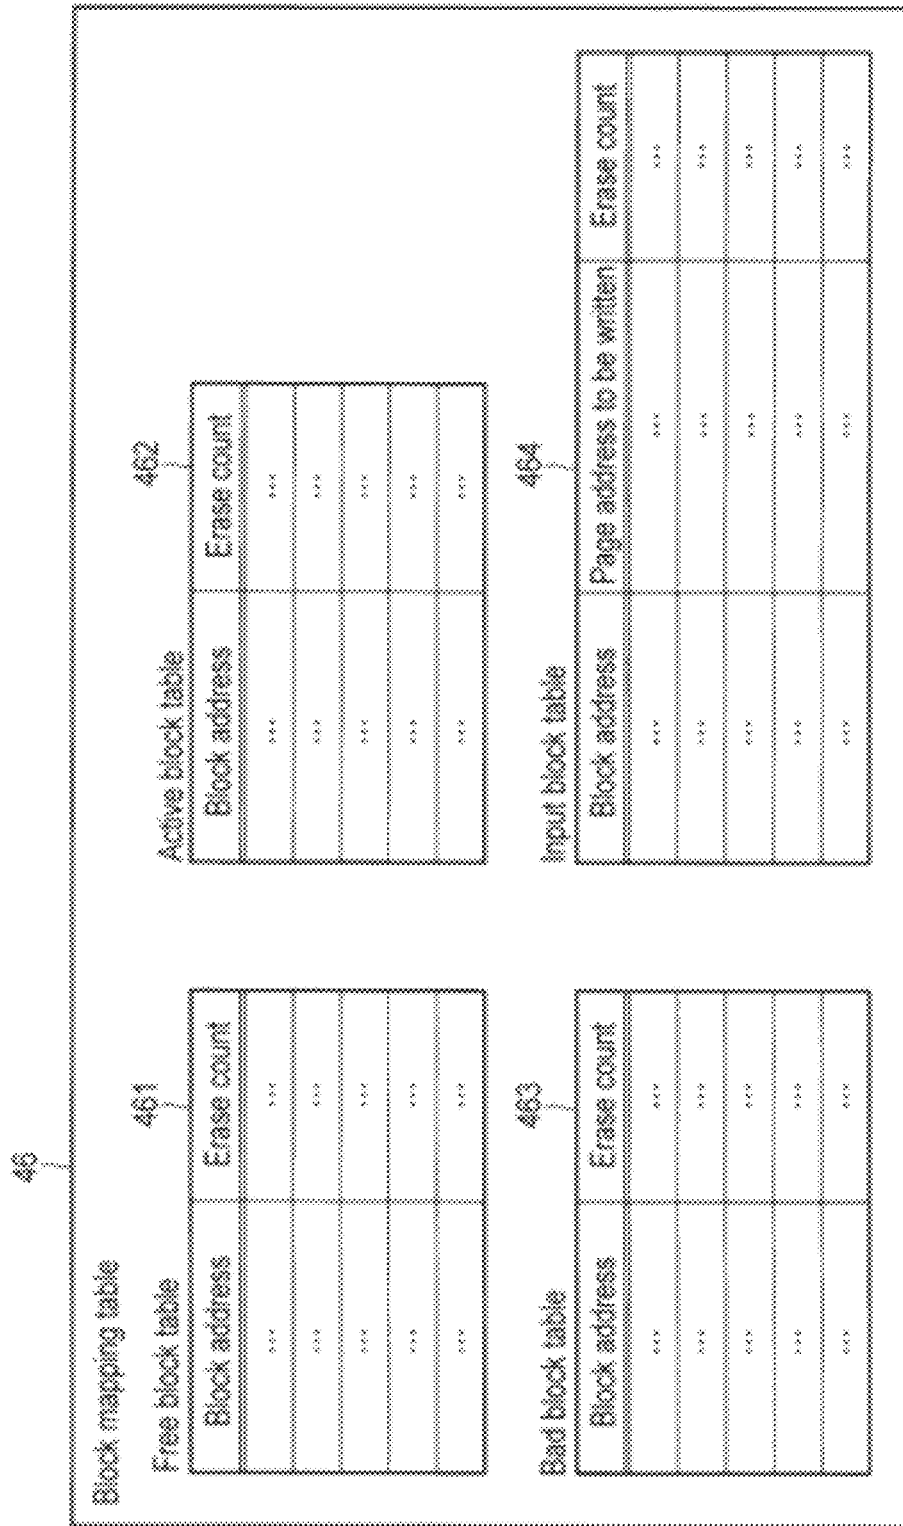 46
Block mapping table
461
462
Free block table
Active block table
Block address Erase count
Block address Erase count
... ...
... ...
... ...
... ...
... ...
... ...
... ...
... ...
... ...
... ...
463
464
Bad block table
Input block table
Block address Erase count
Block address Page address to be written Erase count
... ...
... ... ...
... ...
... ... ...
... ...
... ... ...
... ...
... ... ...
... ...
... ... ...